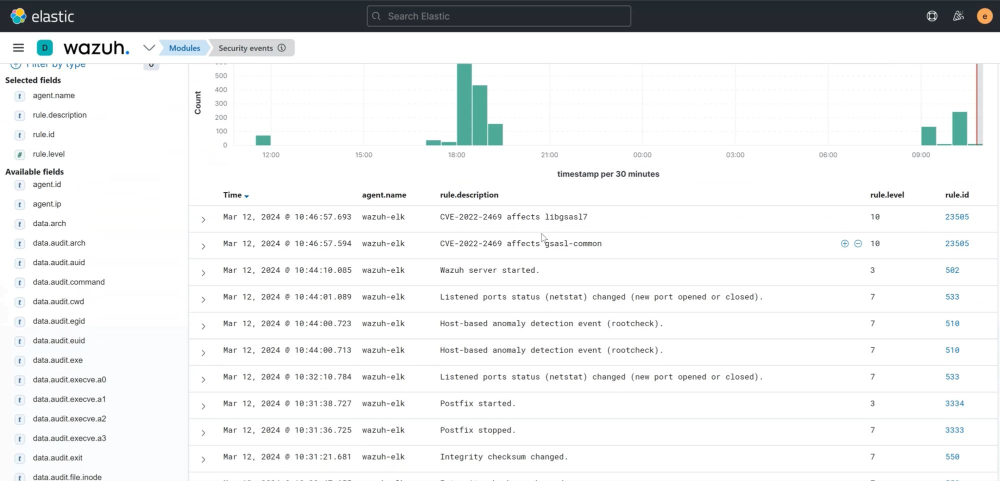 elastic
Search Elastic
e
D
wazuh.
Modules
Security events
Filter by type
0
Selected fields
t agent.name
t rule.description
t rule.id
# rule.level
Available fields
t agent.id
t agent.ip
t data.arch
t data.audit.arch
t data.audit.auid
t data.audit.command
t data.audit.cwd
t data.audit.egid
t data.audit.euid
t data.audit.exe
t data.audit.execve.a0
t data.audit.execve.a1
t data.audit.execve.a2
t data.audit.execve.a3
t data.audit.exit
t data.audit.file.inode
Count
500
400
300
200
100
0
12:00 15:00 18:00 21:00 00:00 03:00 06:00 09:00
timestamp per 30 minutes
Time agent.name rule.description rule.level rule.id
Mar 12, 2024 @ 10:46:57.693 wazuh-elk CVE-2022-2469 affects libgsasl7 10 23505
Mar 12, 2024 @ 10:46:57.594 wazuh-elk CVE-2022-2469 affects gsasl-common 10 23505
Mar 12, 2024 @ 10:44:10.085 wazuh-elk Wazuh server started. 3 502
Mar 12, 2024 @ 10:44:01.089 wazuh-elk Listened ports status (netstat) changed (new port opened or closed). 7 533
Mar 12, 2024 @ 10:44:00.723 wazuh-elk Host-based anomaly detection event (rootcheck). 7 510
Mar 12, 2024 @ 10:44:00.713 wazuh-elk Host-based anomaly detection event (rootcheck). 7 510
Mar 12, 2024 @ 10:32:10.784 wazuh-elk Listened ports status (netstat) changed (new port opened or closed). 7 533
Mar 12, 2024 @ 10:31:38.727 wazuh-elk Postfix started. 3 3334
Mar 12, 2024 @ 10:31:36.725 wazuh-elk Postfix stopped. 7 3333
Mar 12, 2024 @ 10:31:21.681 wazuh-elk Integrity checksum changed. 7 550